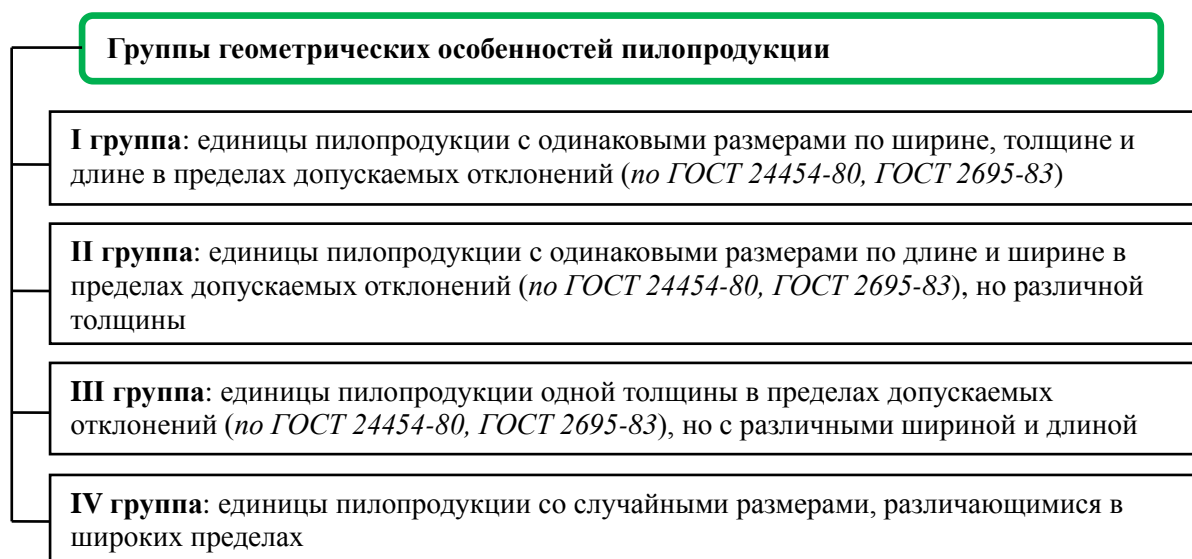 Группы геометрических особенностей пилопродукции
I группа: единицы пилопродукции с одинаковыми размерами по ширине, толщине и
длине в пределах допускаемых отклонений (по ГОСТ 24454-80, ГОСТ 2695-83)
II группа: единицы пилопродукции с одинаковыми размерами по длине и ширине в
пределах допускаемых отклонений (по ГОСТ 24454-80, ГОСТ 2695-83), но различной
толщины
III группа: единицы пилопродукции одной толщины в пределах допускаемых
отклонений (по ГОСТ 24454-80, ГОСТ 2695-83), но с различными шириной и длиной
IV группа: единицы пилопродукции со случайными размерами, различающимися в
широких пределах